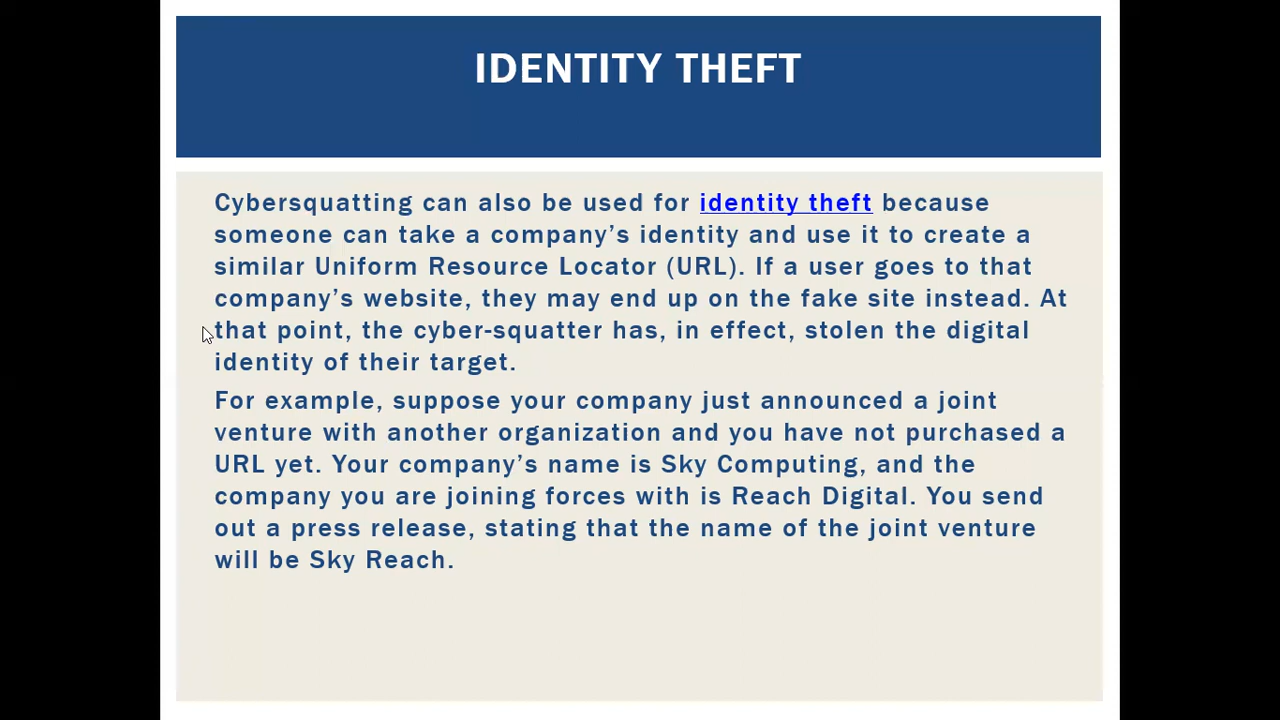 IDENTITY THEFT
Cybersquatting can also be used for identity theft because
someone can take a company’s identity and use it to create a
similar Uniform Resource Locator (URL). If a user goes to that
company’s website, they may end up on the fake site instead. At
that point, the cyber-squatter has, in effect, stolen the digital
identity of their target.
For example, suppose your company just announced a joint
venture with another organization and you have not purchased a
URL yet. Your company’s name is Sky Computing, and the
company you are joining forces with is Reach Digital. You send
out a press release, stating that the name of the joint venture
will be Sky Reach.